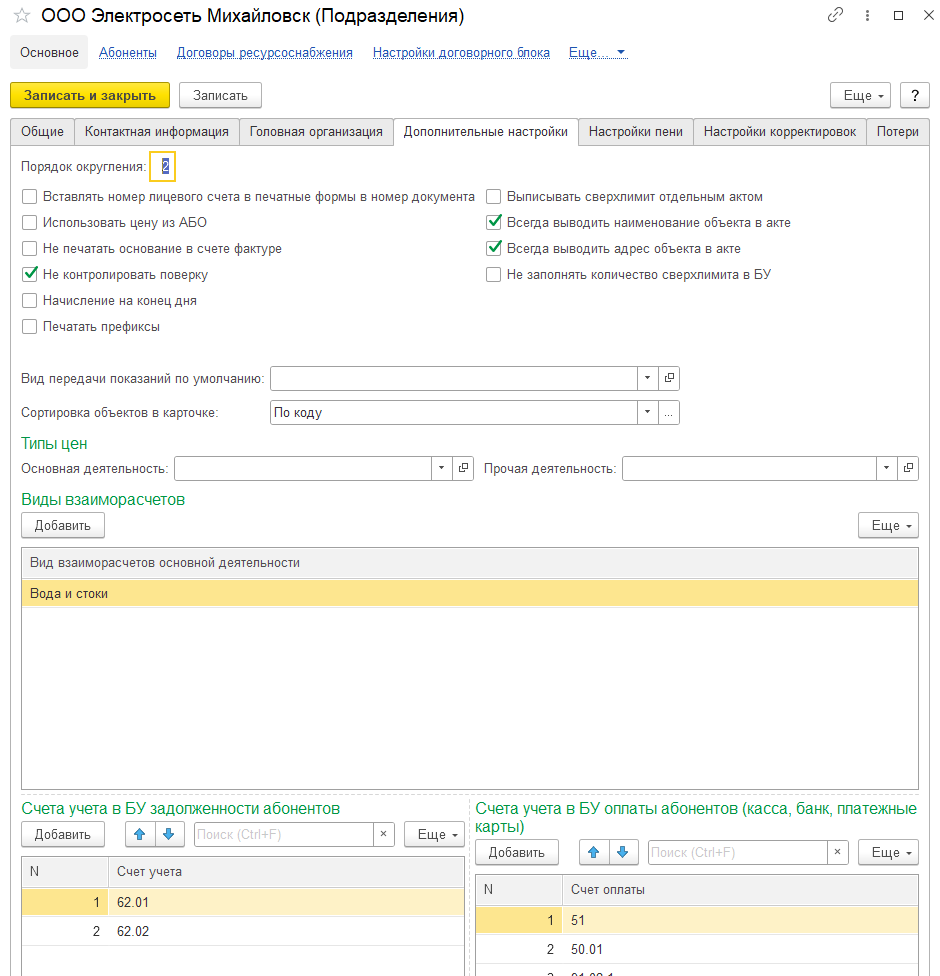 ООО Электросеть Михайловск (Подразделения)
Основное Абоненты Договоры ресурсоснабжения Настройки договорного блока Еще...
Записать и закрыть Записать Еще ?
Общие Контактная информация Головная организация Дополнительные настройки Настройки пени Настройки корректировок Потери
Порядок округления: 2
Вставлять номер лицевого счета в печатные формы в номер документа Выписывать сверхлимит отдельным актом
Использовать цену из АБО Всегда выводить наименование объекта в акте
Не печатать основание в счете фактуре Всегда выводить адрес объекта в акте
Не контролировать поверку Не заполнять количество сверхлимита в БУ
Начисление на конец дня
Печатать префиксы
Вид передачи показаний по умолчанию:
Сортировка объектов в карточке: По коду ...
Типы цен
Основная деятельность: Прочая деятельность:
Виды взаиморасчетов
Добавить Еще
Вид взаиморасчетов основной деятельности
Вода и стоки
Счета учета в БУ задолженности абонентов
Добавить Поиск (Ctrl+F) × Еще
N Счет учета
1 62.01
2 62.02
Счета учета в БУ оплаты абонентов (касса, банк, платежные
карты)
Добавить Поиск (Ctrl+F) × Еще
N Счет оплаты
1 51
2 50.01